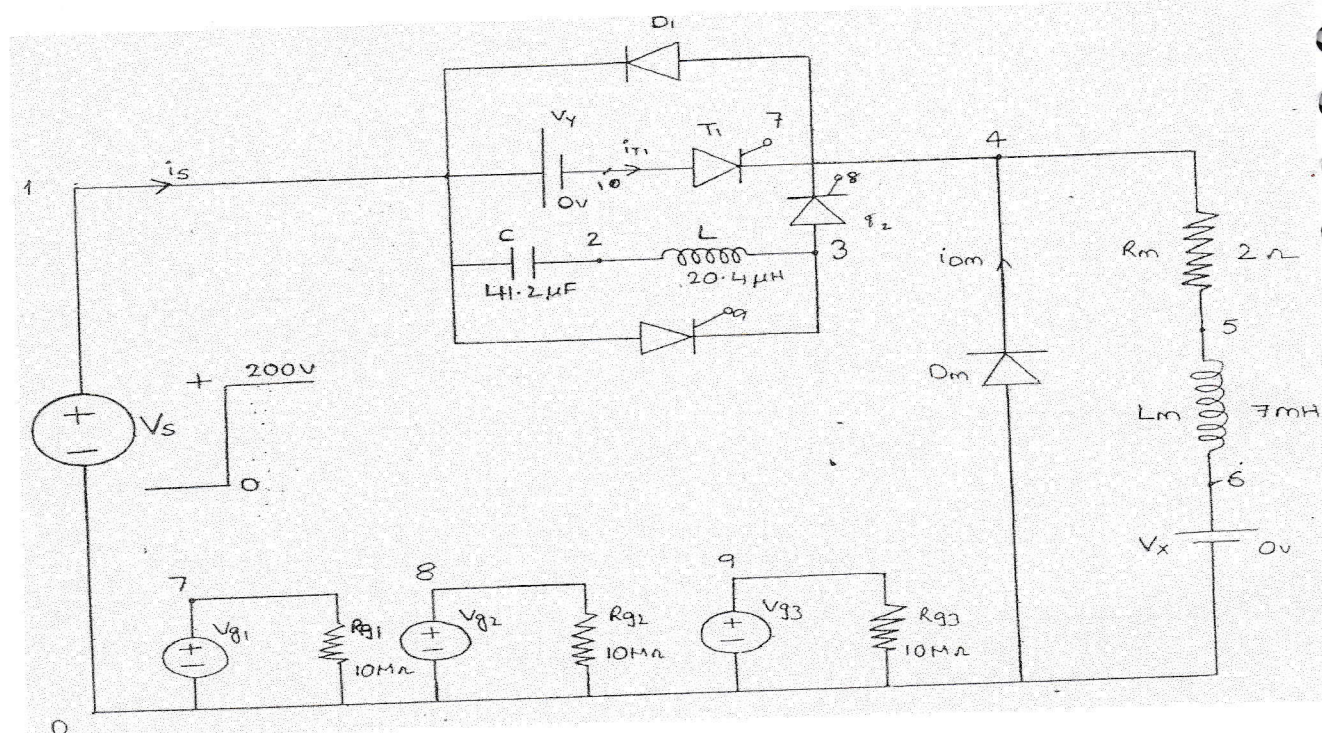 D1
Vy
iT1
T1
7
4
1
is
10
0V
8
T2
C
2
L
3
iDm
Rm
2Ω
41.2μF
20.4μH
9
5
+
200V
Dm
Lm
7mH
+
−
Vs
0
6
Vx
0V
7
8
9
+
−
Vg1
Rg1
10MΩ
+
−
Vg2
Rg2
10MΩ
+
−
Vg3
Rg3
10MΩ
0